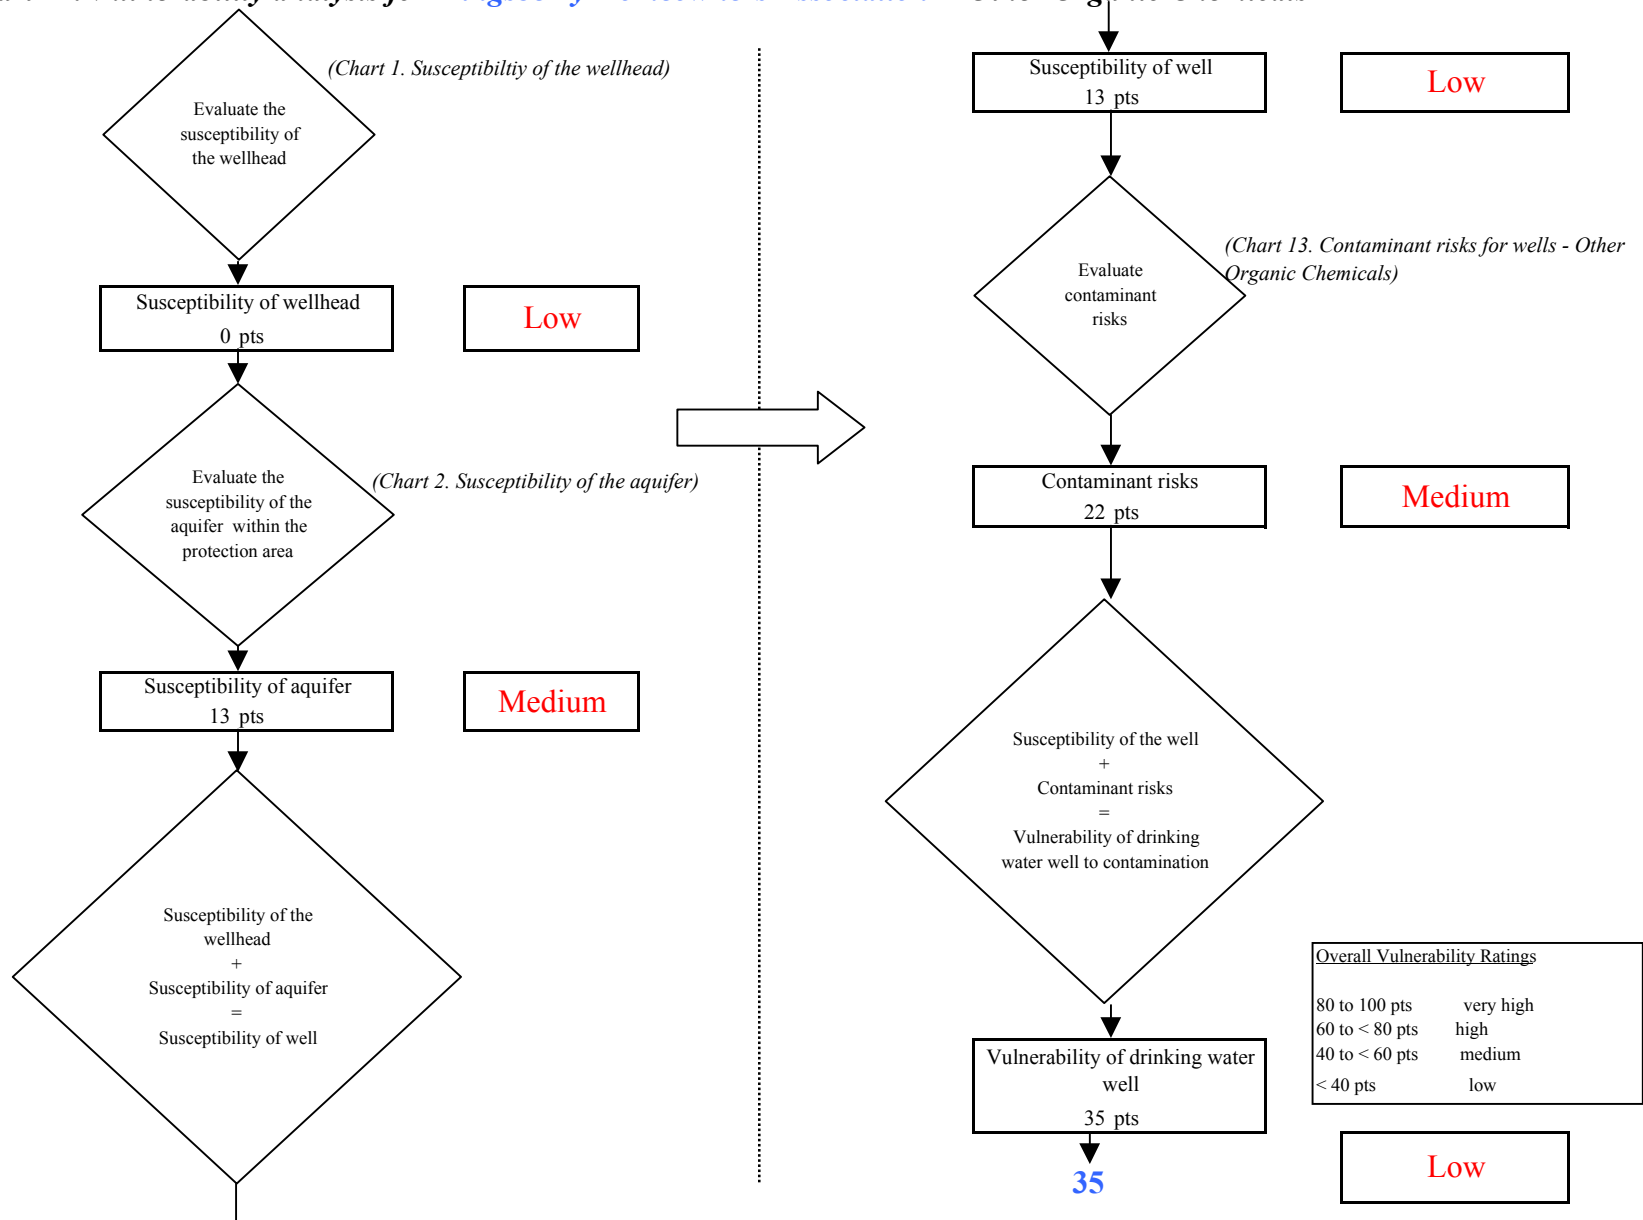 (Chart 1. Susceptibiltiy of the wellhead)
Evaluate the
susceptibility of
the wellhead
Susceptibility of wellhead
0 pts
Low
Evaluate the
susceptibility of the
aquifer within the
protection area
(Chart 2. Susceptibility of the aquifer)
Susceptibility of aquifer
13 pts
Medium
Susceptibility of the
wellhead
+
Susceptibility of aquifer
=
Susceptibility of well
Susceptibility of well
13 pts
Low
Evaluate
contaminant
risks
(Chart 13. Contaminant risks for wells - Other
Organic Chemicals)
Contaminant risks
22 pts
Medium
Susceptibility of the well
+
Contaminant risks
=
Vulnerability of drinking
water well to contamination
Overall Vulnerability Ratings
80 to 100 pts very high
60 to < 80 pts high
40 to < 60 pts medium
< 40 pts low
Vulnerability of drinking water
well
35 pts
35
Low